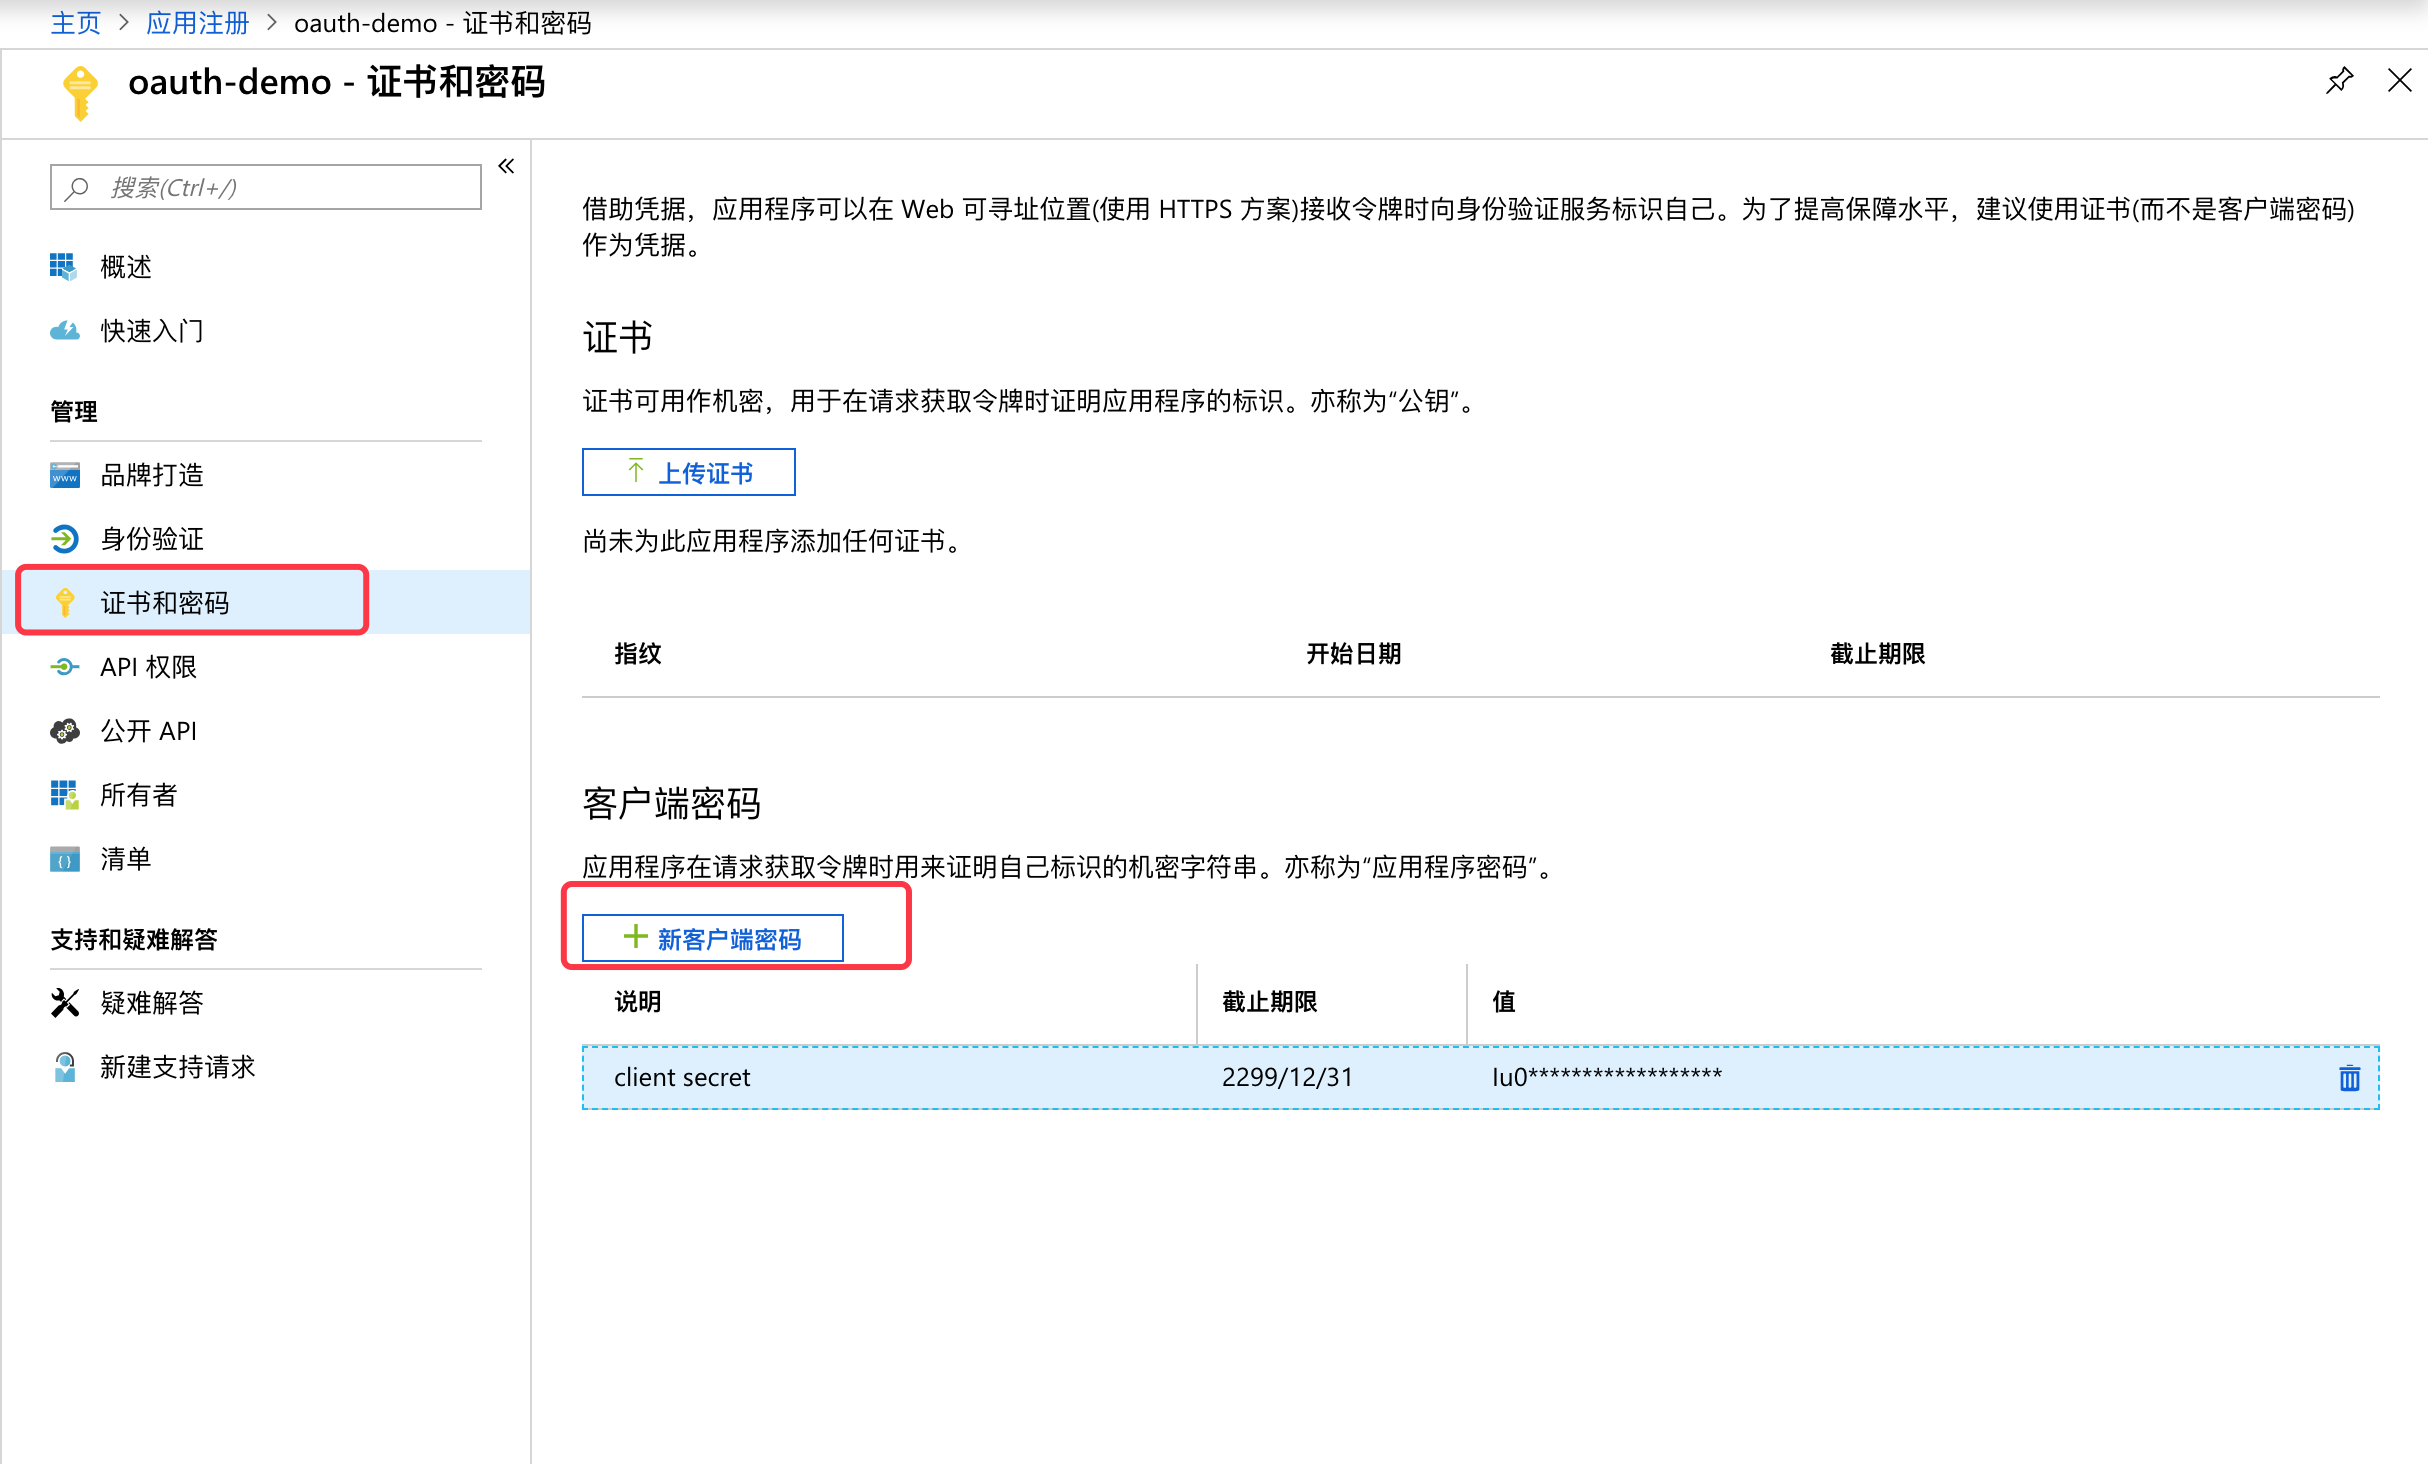 主页 > 应用注册 > oauth-demo - 证书和密码
oauth-demo - 证书和密码
搜索(Ctrl+/)
概述
快速入门
管理
品牌打造
身份验证
证书和密码
API 权限
公开 API
所有者
清单
支持和疑难解答
疑难解答
新建支持请求
借助凭据，应用程序可以在 Web 可寻址位置(使用 HTTPS 方案)接收令牌时向身份验证服务标识自己。为了提高保障水平，建议使用证书(而不是客户端密码)
作为凭据。
证书
证书可用作机密，用于在请求获取令牌时证明应用程序的标识。亦称为“公钥”。
上传证书
尚未为此应用程序添加任何证书。
指纹 开始日期 截止期限
客户端密码
应用程序在请求获取令牌时用来证明自己标识的机密字符串。亦称为“应用程序密码”。
新客户端密码
说明 截止期限 值
client secret 2299/12/31 Iu0******************